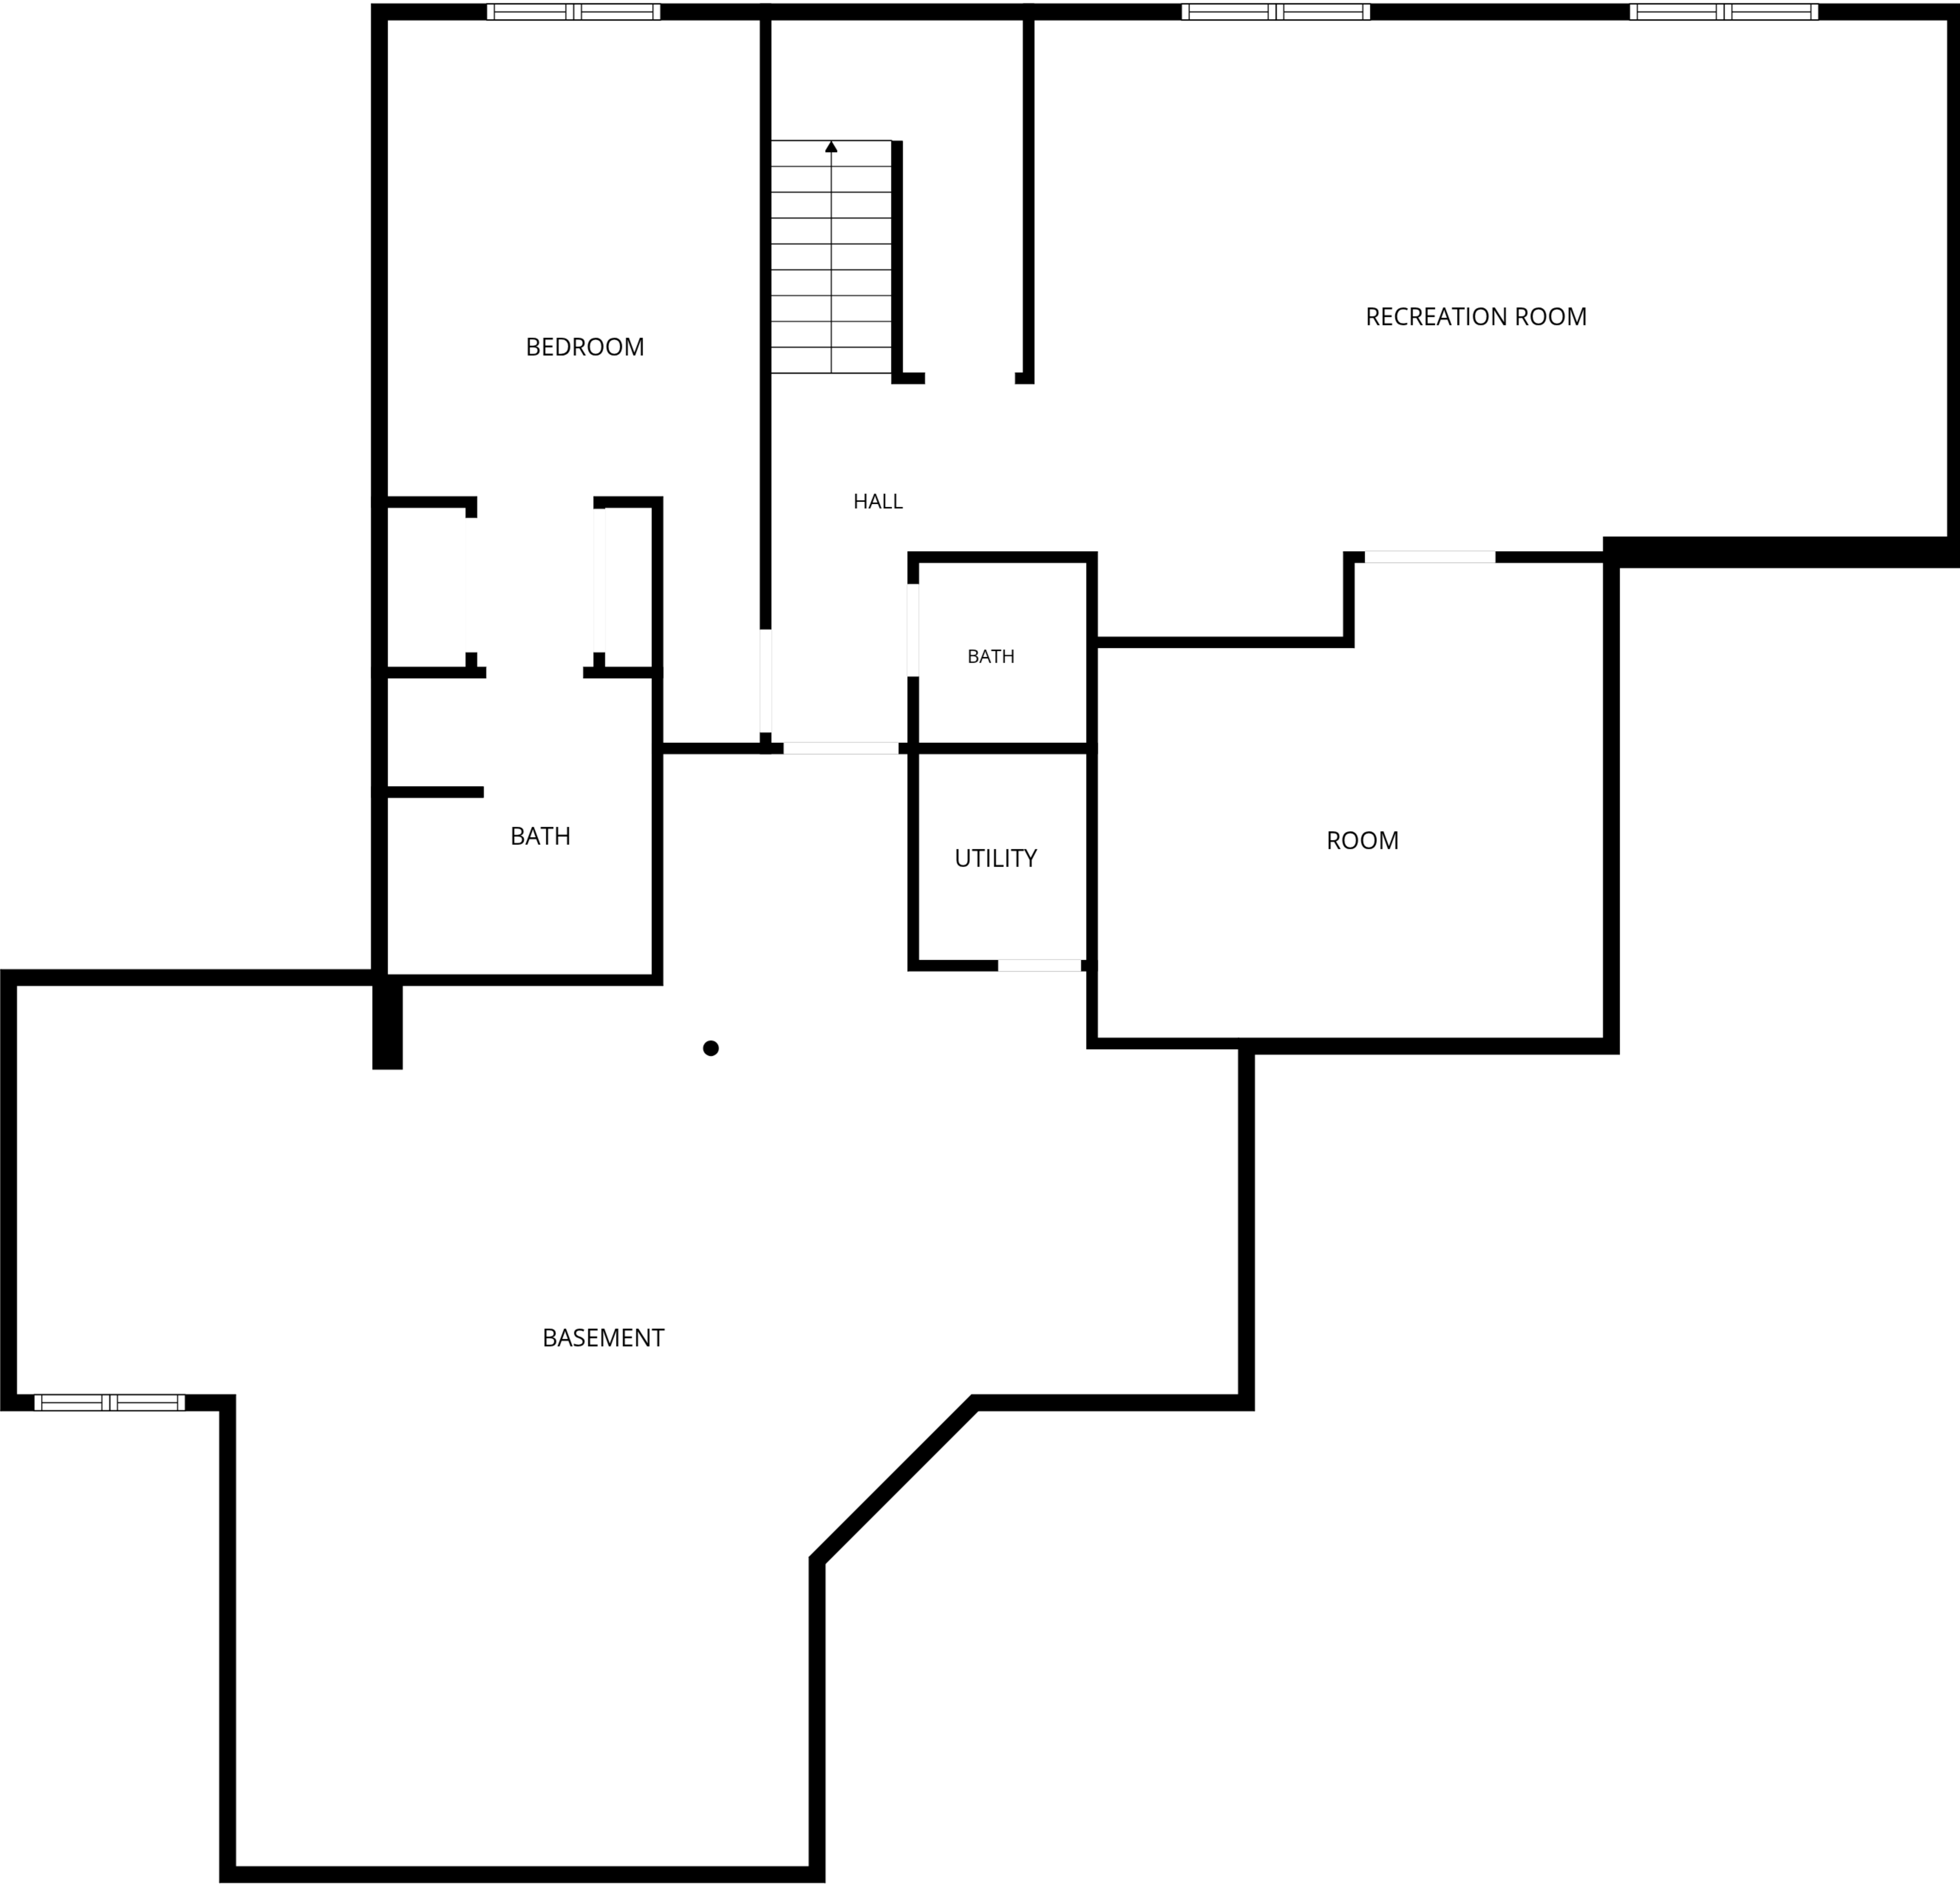 RECREATION ROOM
BEDROOM
HALL
BATH
BATH
ROOM
UTILITY
BASEMENT